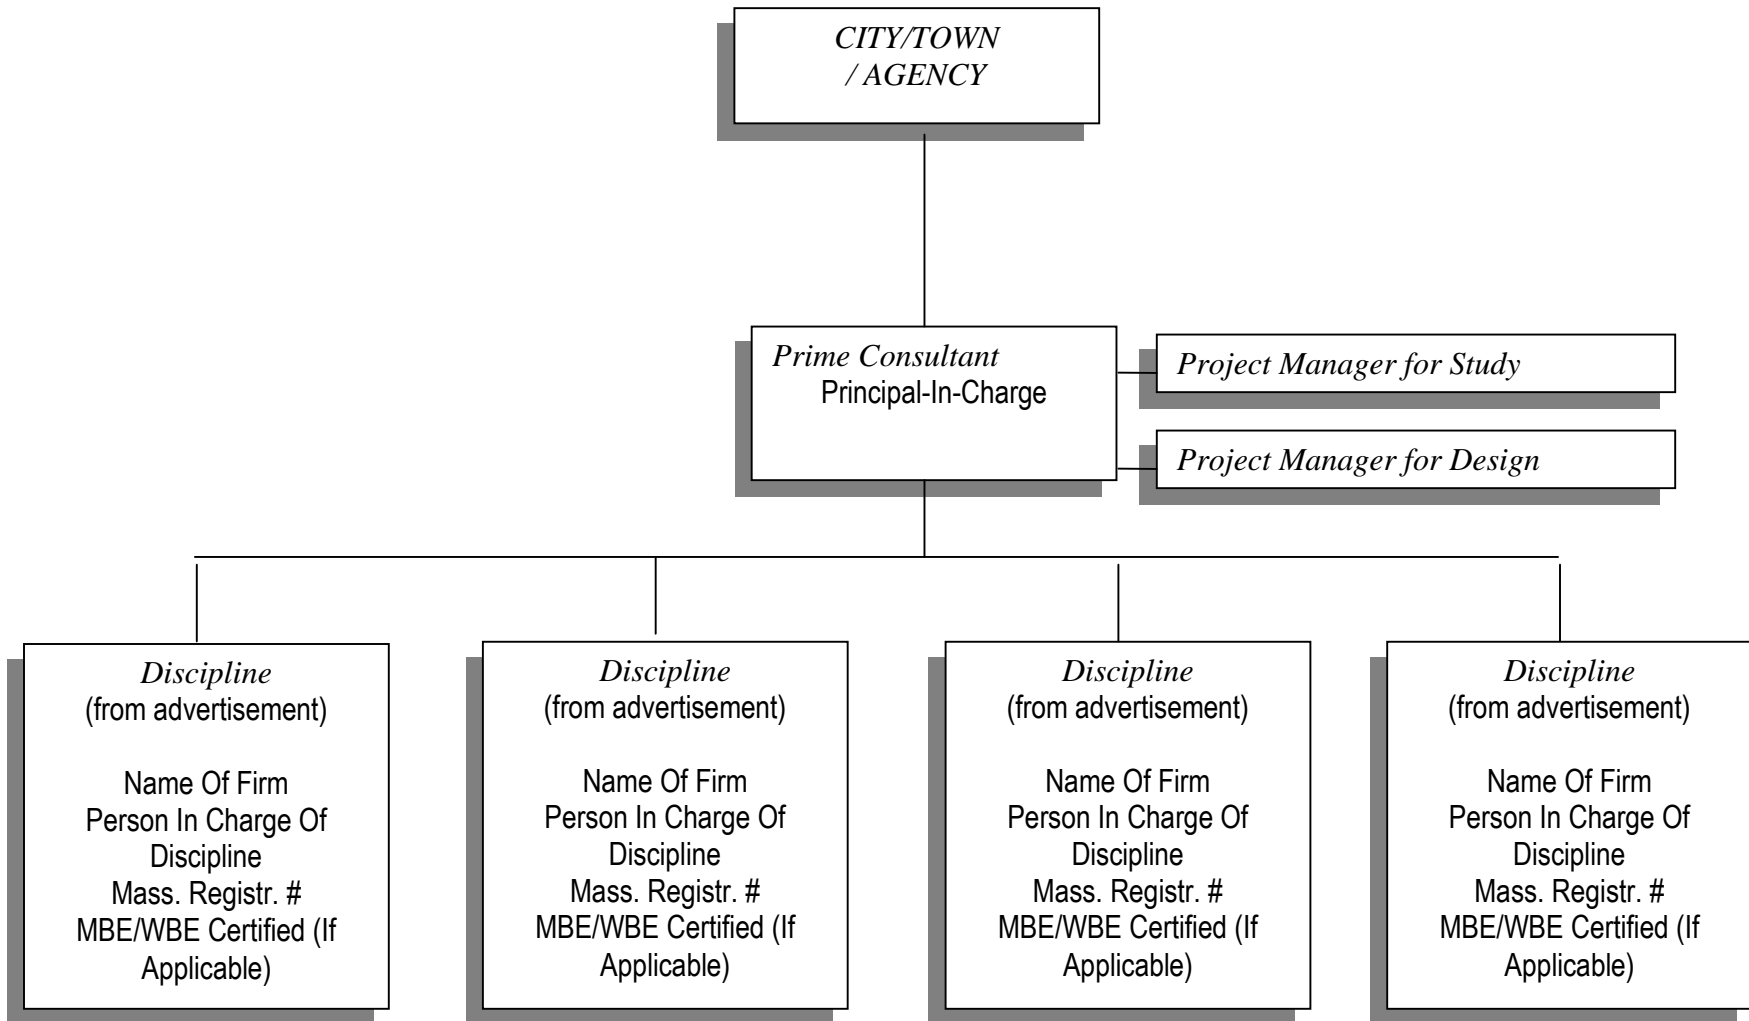 CITY/TOWN
/ AGENCY
Prime Consultant
Principal-In-Charge
Project Manager for Study
Project Manager for Design
Discipline
(from advertisement)
Name Of Firm
Person In Charge Of
Discipline
Mass. Registr. #
MBE/WBE Certified (If
Applicable)
Discipline
(from advertisement)
Name Of Firm
Person In Charge Of
Discipline
Mass. Registr. #
MBE/WBE Certified (If
Applicable)
Discipline
(from advertisement)
Name Of Firm
Person In Charge Of
Discipline
Mass. Registr. #
MBE/WBE Certified (If
Applicable)
Discipline
(from advertisement)
Name Of Firm
Person In Charge Of
Discipline
Mass. Registr. #
MBE/WBE Certified (If
Applicable)